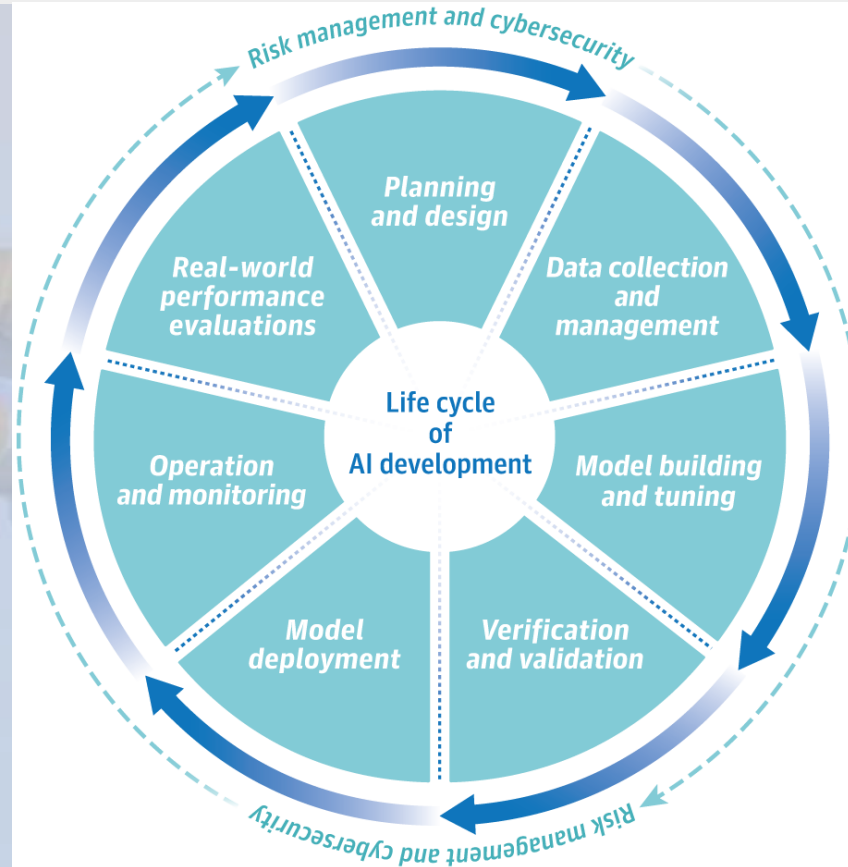 Risk management and cybersecurity
Planning
and design
Data collection
and
management
Model building
and tuning
Verification
and validation
Model
deployment
Operation
and monitoring
Real-world
performance
evaluations
Life cycle
of
AI development
Risk management and cybersecurity